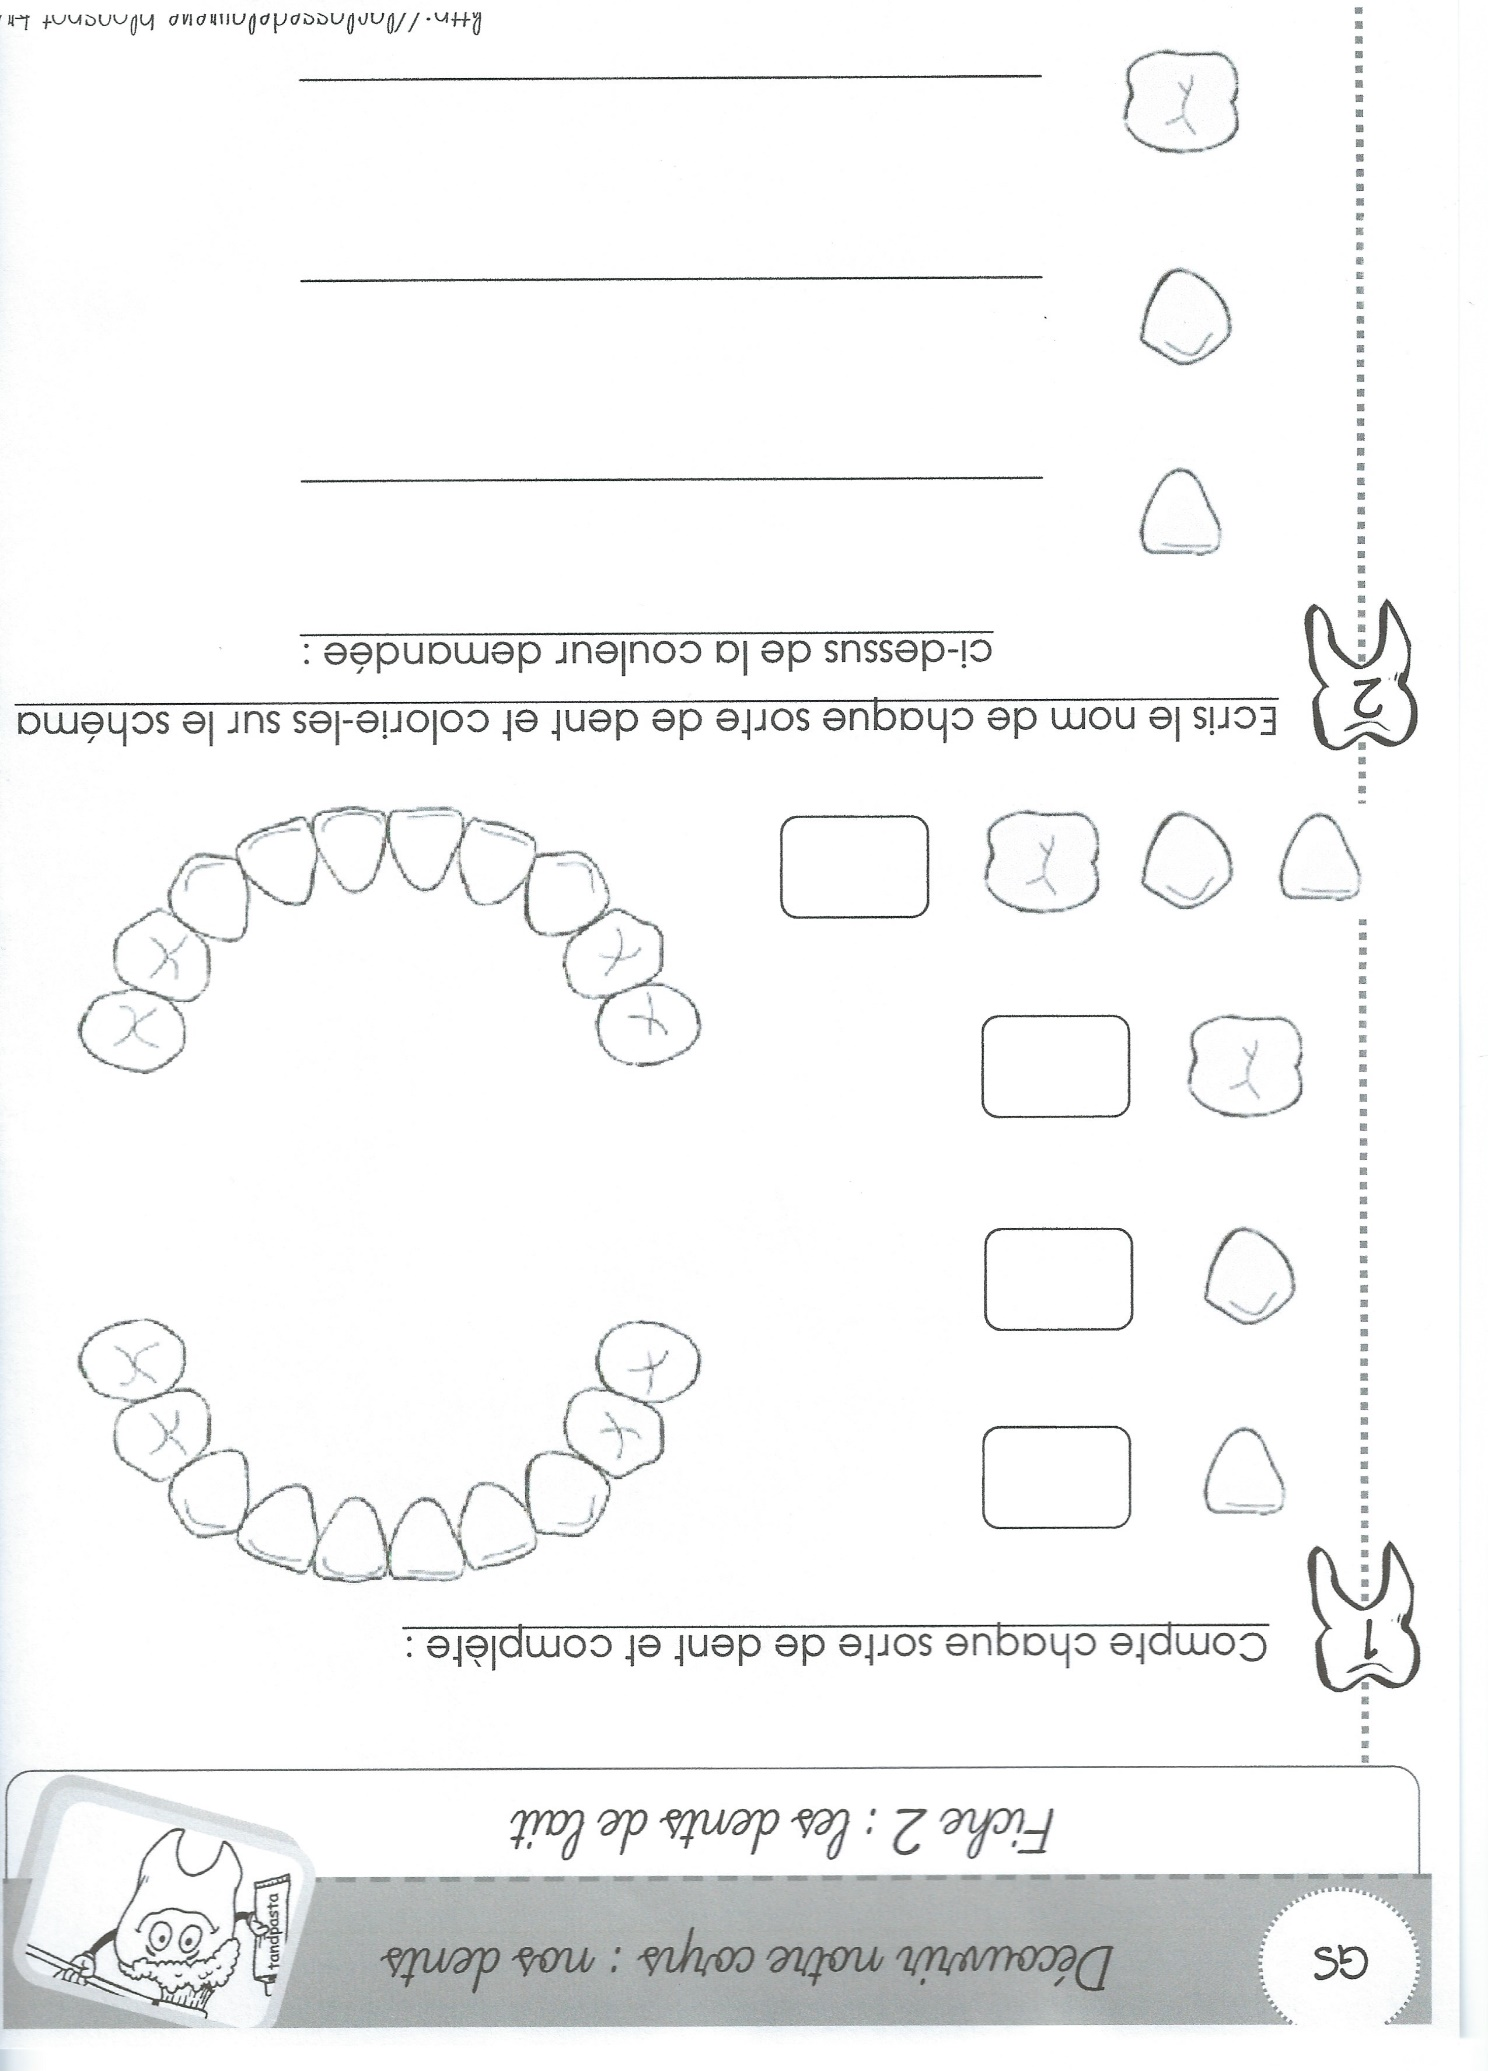 GS
Découvrir notre corps : nos dents
tandpasta
Fiche 2 : les dents de lait
1
Compte chaque sorte de dent et complète :
2
Ecris le nom de chaque sorte de dent et colorie-les sur le schéma
ci-dessus de la couleur demandée :